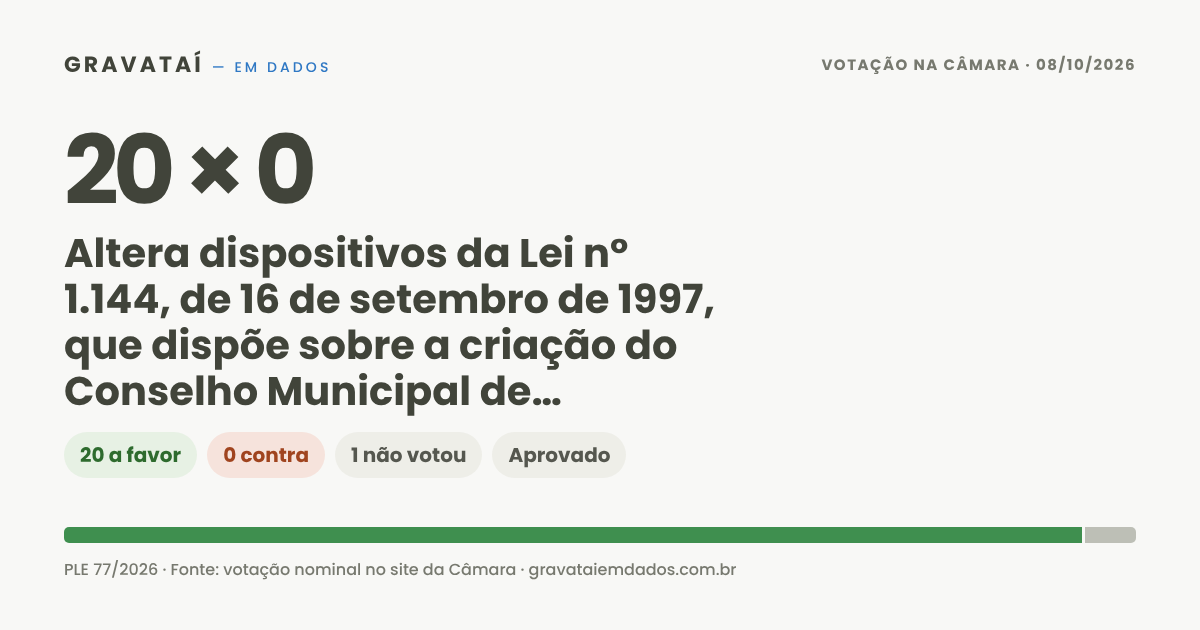 GRAVATAÍ — EM DADOS
VOTAÇÃO NA CÂMARA · 08/10/2026
20 × 0
Altera dispositivos da Lei nº
1.144, de 16 de setembro de 1997,
que dispõe sobre a criação do
Conselho Municipal de...
20 a favor
0 contra
1 não votou
Aprovado
PLE 77/2026 · Fonte: votação nominal no site da Câmara · gravataiemdados.com.br